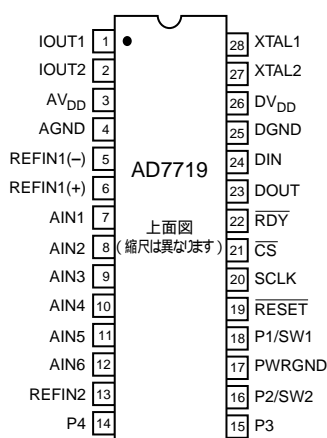 IOUT1 1
IOUT2 2
AVDD 3
AGND 4
REFIN1(–) 5
REFIN1(+) 6
AIN1 7
AIN2 8
AIN3 9
AIN4 10
AIN5 11
AIN6 12
REFIN2 13
P4 14
AD7719
上面図
(縮尺は異なります)
28 XTAL1
27 XTAL2
26 DVDD
25 DGND
24 DIN
23 DOUT
22 RDY
21 CS
20 SCLK
19 RESET
18 P1/SW1
17 PWRGND
16 P2/SW2
15 P3